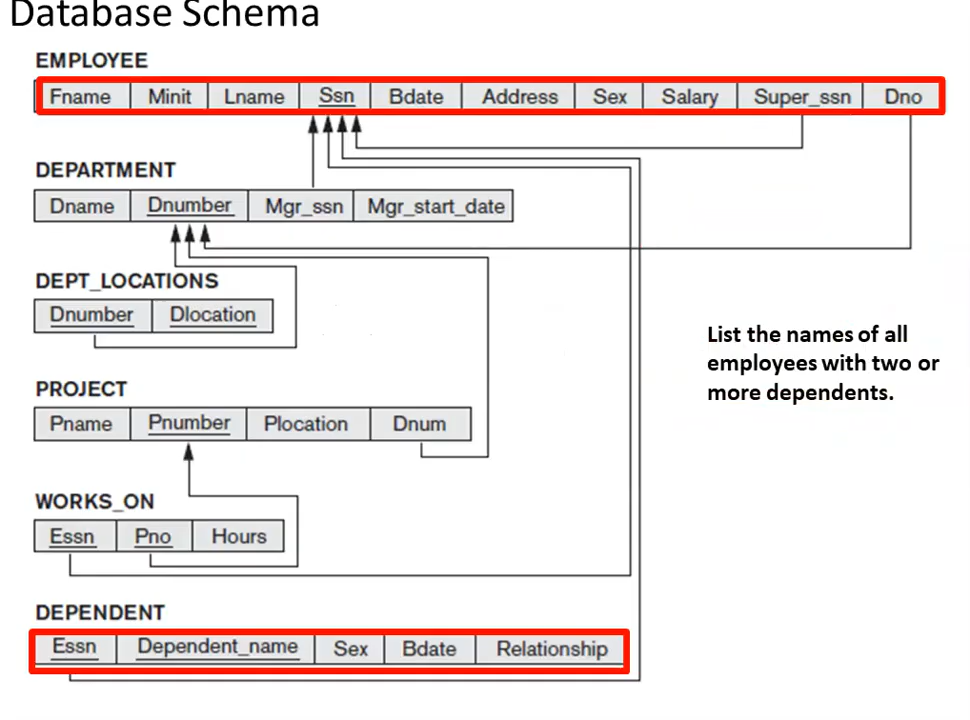 Database Schema
EMPLOYEE
Fname Minit Lname Ssn Bdate Address Sex Salary Super_ssn Dno
DEPARTMENT
Dname Dnumber Mgr_ssn Mgr_start_date
DEPT_LOCATIONS
Dnumber Dlocation
PROJECT
Pname Pnumber Plocation Dnum
WORKS_ON
Essn Pno Hours
DEPENDENT
Essn Dependent_name Sex Bdate Relationship
List the names of all
employees with two or
more dependents.